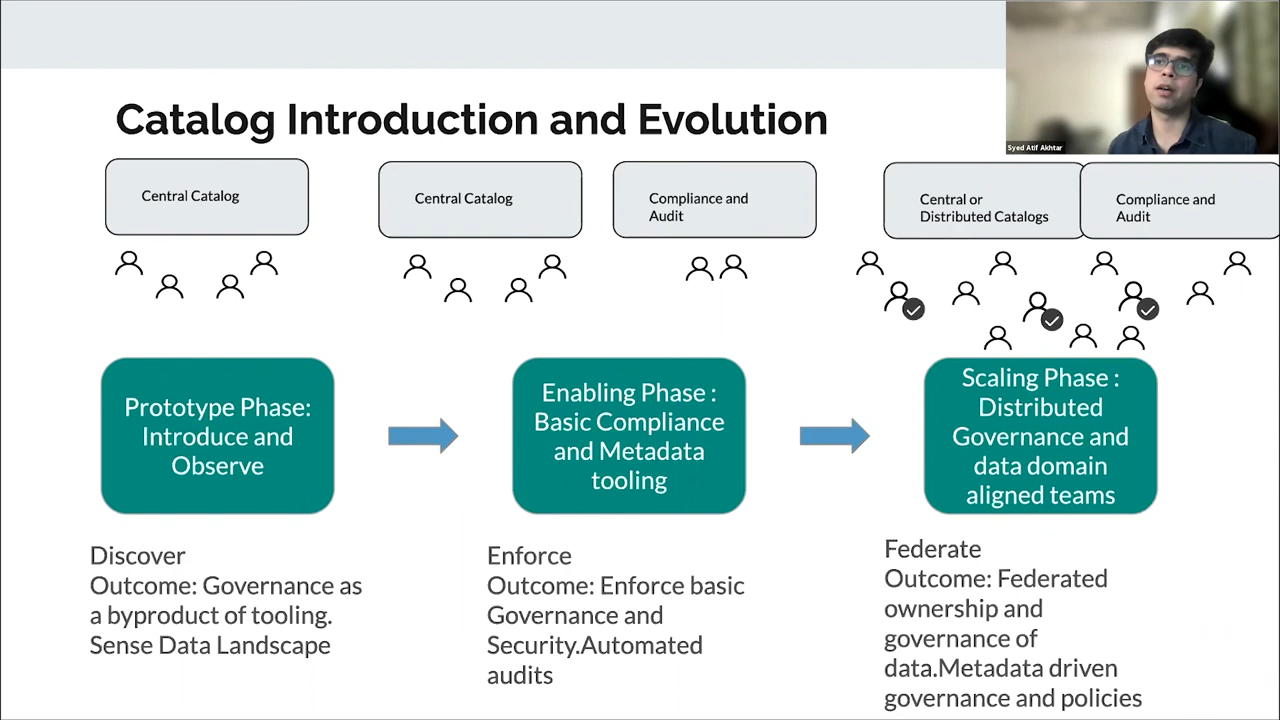 Syed Atif Akhtar
Catalog Introduction and Evolution
Central Catalog
Central Catalog
Compliance and
Audit
Central or
Distributed Catalogs
Compliance and
Audit
Prototype Phase:
Introduce and
Observe
Enabling Phase :
Basic Compliance
and Metadata
tooling
Scaling Phase :
Distributed
Governance and
data domain
aligned teams
Discover
Outcome: Governance as
a byproduct of tooling.
Sense Data Landscape
Enforce
Outcome: Enforce basic
Governance and
Security.Automated
audits
Federate
Outcome: Federated
ownership and
governance of
data.Metadata driven
governance and policies